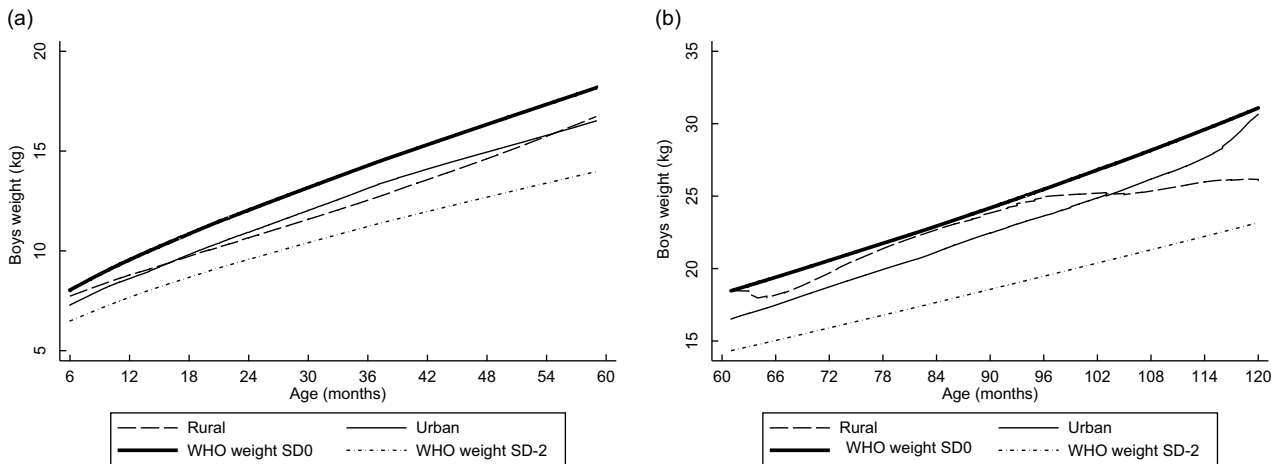 (a)
20
15
10
5
Boys weight (kg)
6 12 18 24 30 36 42 48 54 60
Age (months)
Rural Urban
WHO weight SD0 WHO weight SD-2
(b)
35
30
25
20
15
Boys weight (kg)
60 66 72 78 84 90 96 102 108 114 120
Age (months)
Rural Urban
WHO weight SD0 WHO weight SD-2